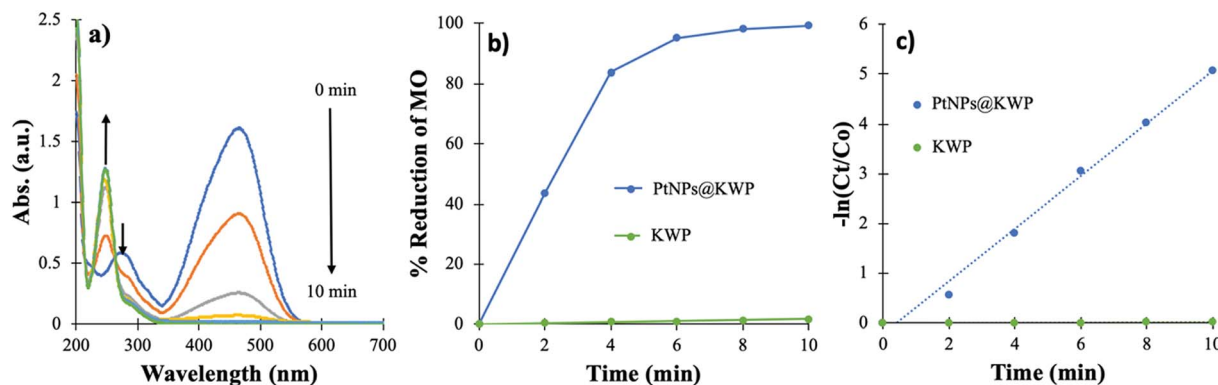 a)
Abs. (a.u.)
2.5
2
1.5
1
0.5
0
200 300 400 500 600 700
Wavelength (nm)
0 min
10 min
b)
% Reduction of MO
100
80
60
40
20
0
0 2 4 6 8 10
Time (min)
PtNPs@KWP
KWP
c)
-ln(Ct/Co)
6
5
4
3
2
1
0
0 2 4 6 8 10
Time (min)
PtNPs@KWP
KWP